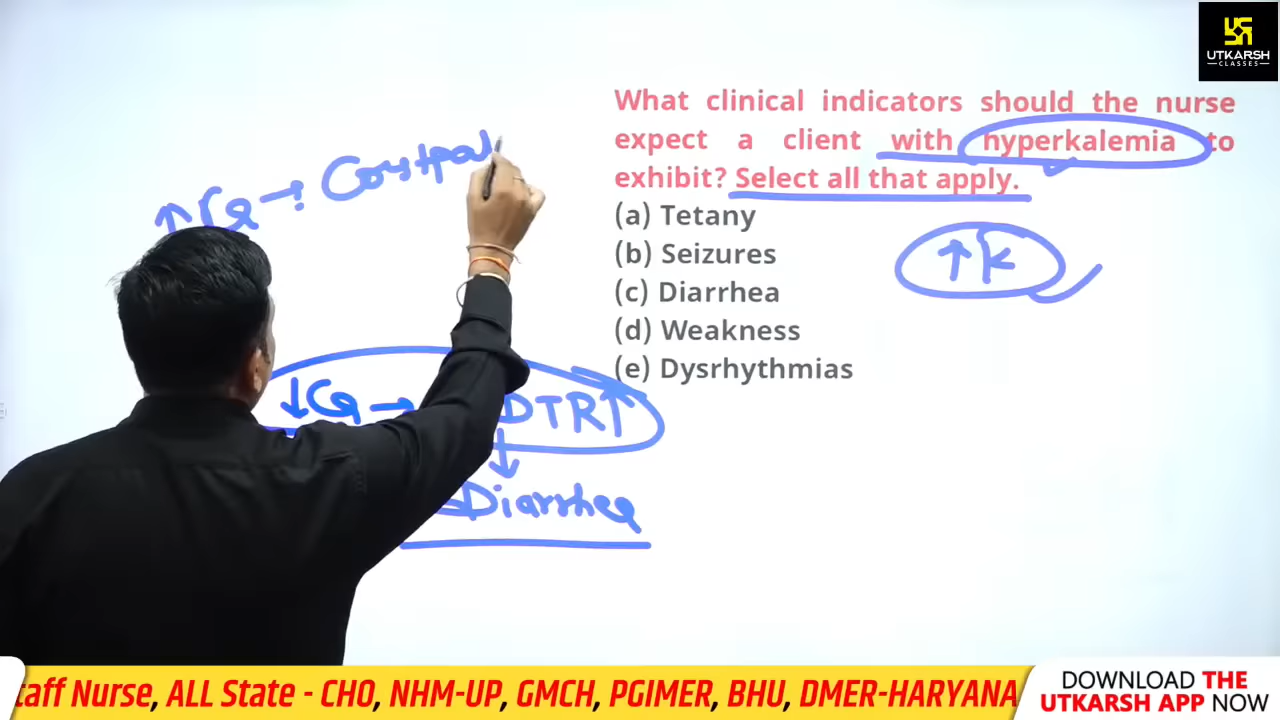 UTKARSH
CLASSES
What clinical indicators should the nurse
expect a client with hyperkalemia to
exhibit? Select all that apply.
(a) Tetany
(b) Seizures
(c) Diarrhea
(d) Weakness
(e) Dysrhythmias
↑K
↑Ca → Constpat
↓Ca → DTR↑
↓
Diarrhea
taff Nurse, ALL State - CHO, NHM-UP, GMCH, PGIMER, BHU, DMER-HARYANA
DOWNLOAD THE
UTKARSH APP NOW